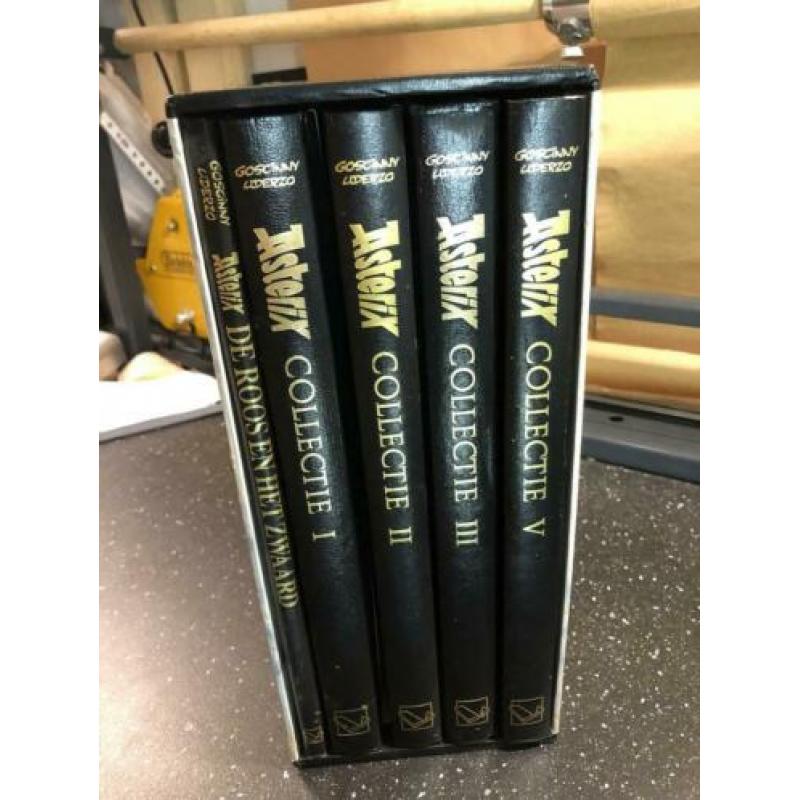 GOSCINNY
UDERZO
Asterix DE ROOS EN HET ZWAARD
GOSCINNY
UDERZO
Asterix COLLECTIE I
GOSCINNY
UDERZO
Asterix COLLECTIE II
GOSCINNY
UDERZO
Asterix COLLECTIE III
GOSCINNY
UDERZO
Asterix COLLECTIE V